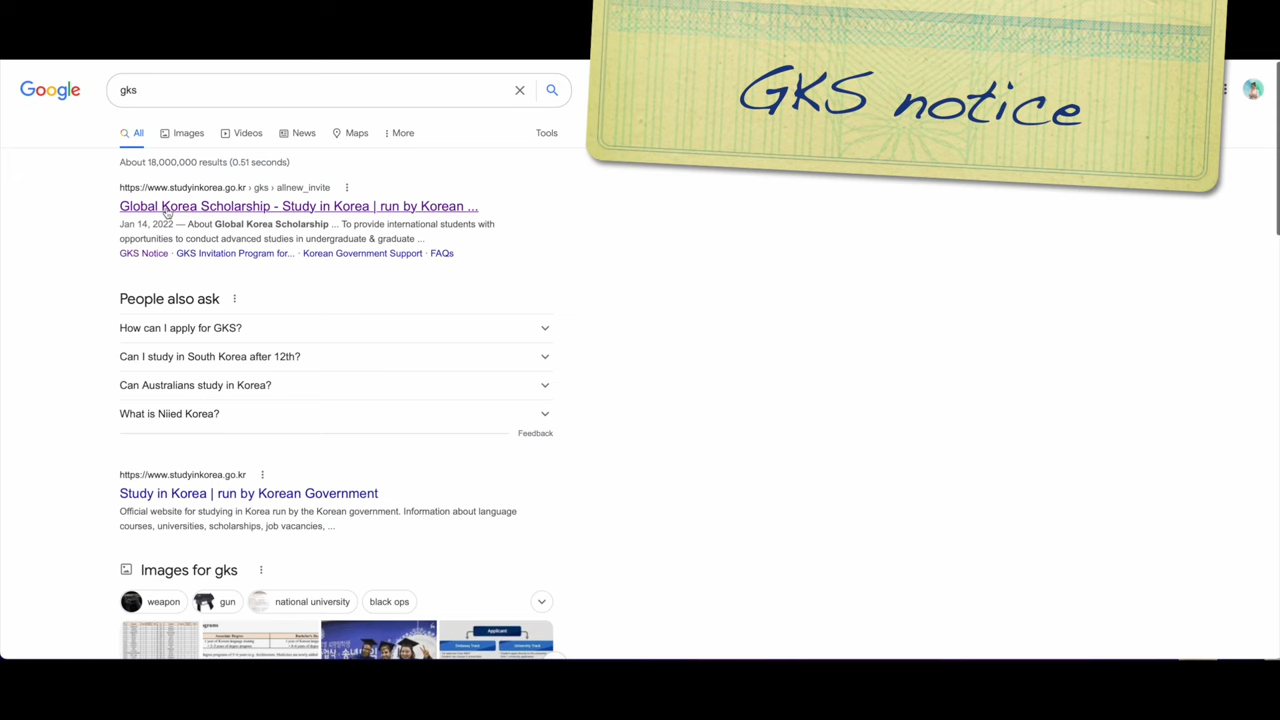 GKS notice
Google
gks
All
Images
Videos
News
Maps
More
Tools
About 18,000,000 results (0.51 seconds)
https://www.studyinkorea.go.kr › gks › allnew_invite
Global Korea Scholarship - Study in Korea | run by Korean ...
Jan 14, 2022 — About Global Korea Scholarship ... To provide international students with
opportunities to conduct advanced studies in undergraduate & graduate ...
GKS Notice · GKS Invitation Program for... · Korean Government Support · FAQs
People also ask
How can I apply for GKS?
Can I study in South Korea after 12th?
Can Australians study in Korea?
What is Niied Korea?
Feedback
https://www.studyinkorea.go.kr
Study in Korea | run by Korean Government
Official website for studying in Korea run by the Korean government. Information about language
courses, universities, scholarships, job vacancies, ...
Images for gks
weapon
gun
national university
black ops
Associate Degree
Applicant